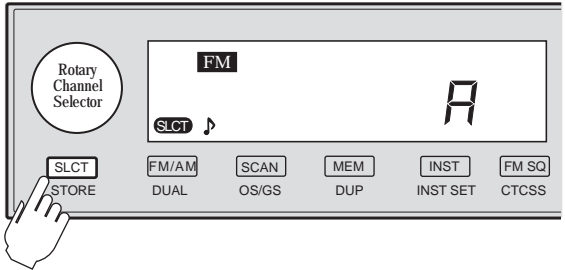 FM
Rotary
Channel
Selector
A
SLCT
SLCT FM/AM SCAN MEM INST FM SQ
STORE DUAL OS/GS DUP INST SET CTCSS